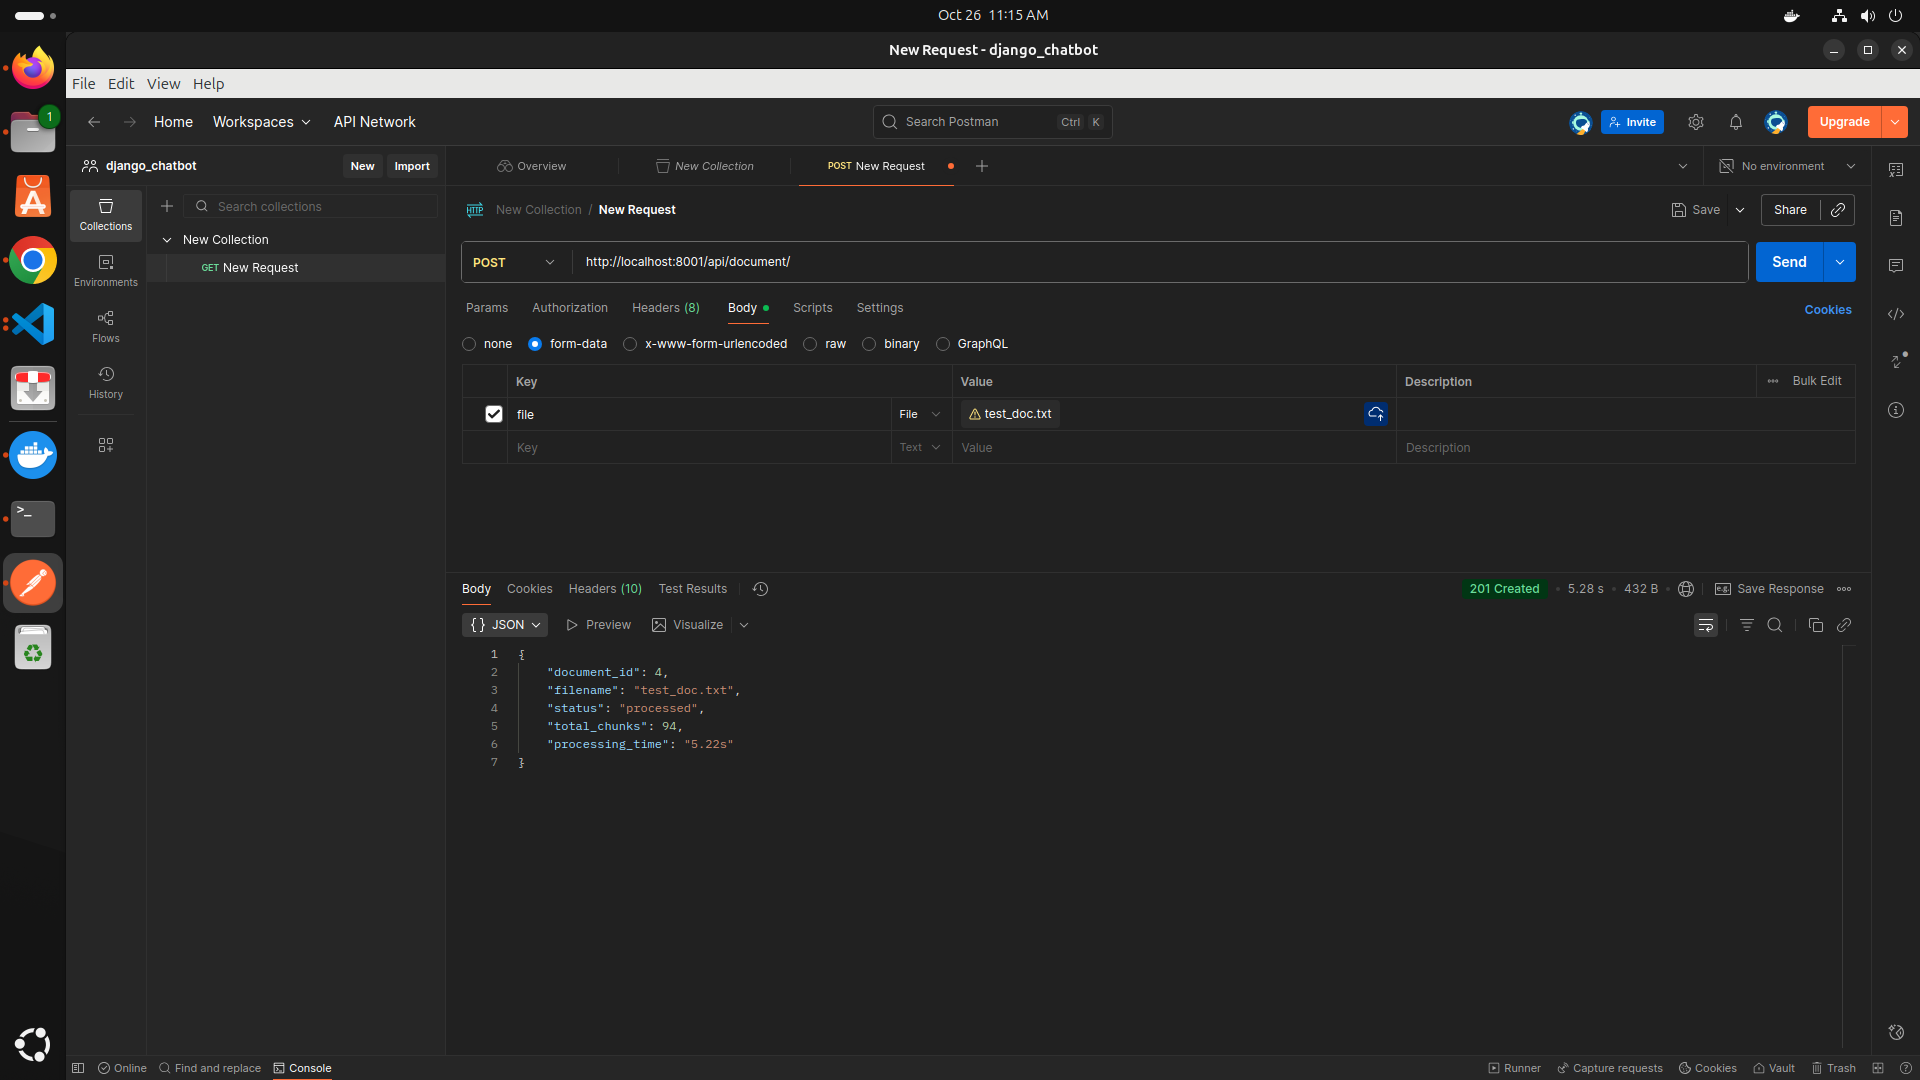 Oct 26 11:15 AM
New Request - django_chatbot
File Edit View Help
1
Home Workspaces API Network
Search Postman Ctrl K
Invite
Upgrade
django_chatbot New Import
Overview New Collection POST New Request
No environment
Search collections
Collections
Environments
Flows
History
New Collection
GET New Request
HTTP New Collection / New Request
Save Share
POST http://localhost:8001/api/document/ Send
Params Authorization Headers (8) Body Scripts Settings Cookies
none form-data x-www-form-urlencoded raw binary GraphQL
Key Value Description Bulk Edit
file File test_doc.txt
Key Text Value Description
Body Cookies Headers (10) Test Results 201 Created 5.28 s 432 B e.g. Save Response
{} JSON Preview Visualize
1 {
2 "document_id": 4,
3 "filename": "test_doc.txt",
4 "status": "processed",
5 "total_chunks": 94,
6 "processing_time": "5.22s"
7 }
Online Find and replace Console Runner Capture requests Cookies Vault Trash